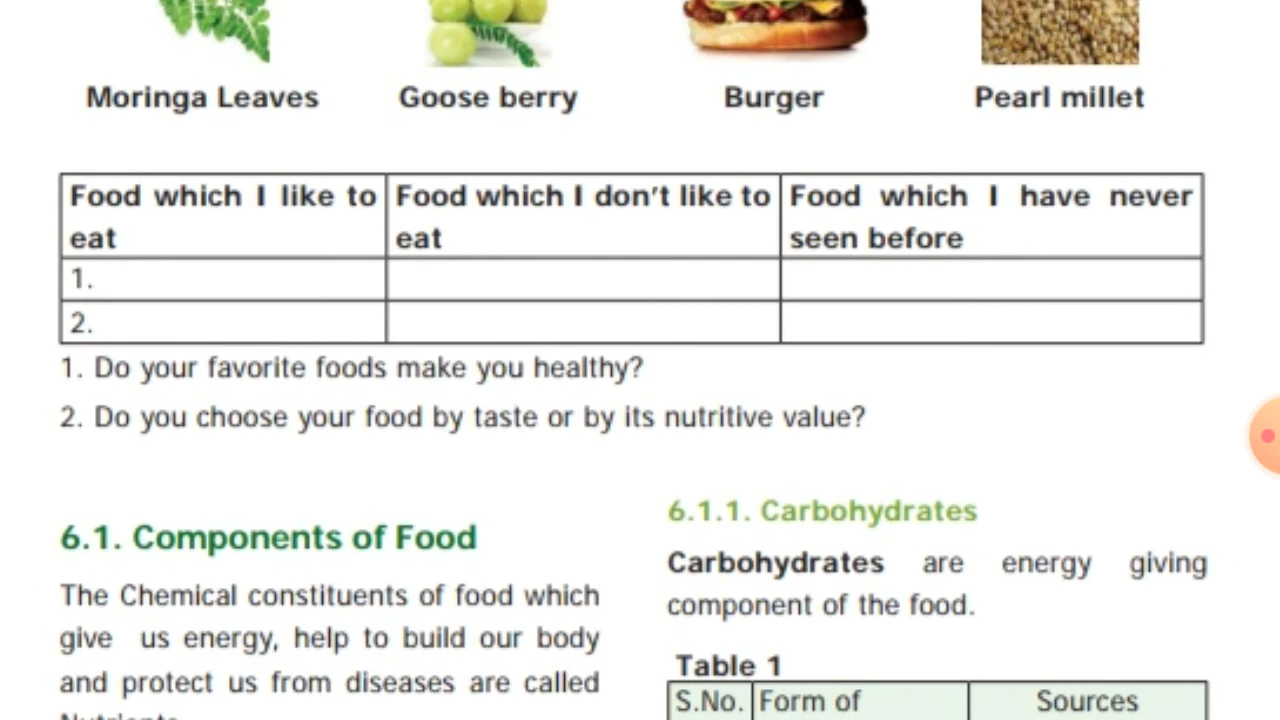 Moringa Leaves Goose berry Burger Pearl millet
Food which I like to eat Food which I don't like to eat Food which I have never seen before
1.
2.
1. Do your favorite foods make you healthy?
2. Do you choose your food by taste or by its nutritive value?
6.1. Components of Food
The Chemical constituents of food which
give us energy, help to build our body
and protect us from diseases are called
Nutrients
6.1.1. Carbohydrates
Carbohydrates are energy giving
component of the food.
Table 1
S.No. Form of Sources